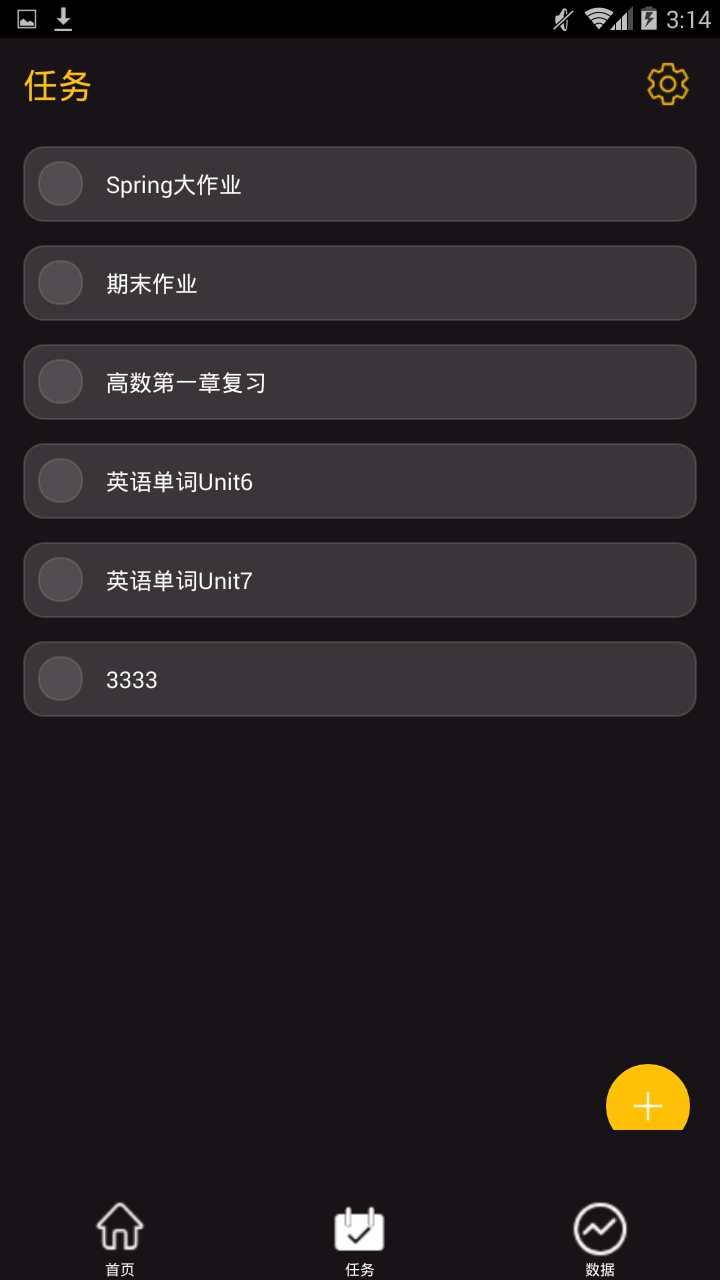 3:14
任务
Spring大作业
期末作业
高数第一章复习
英语单词Unit6
英语单词Unit7
3333
首页
任务
数据